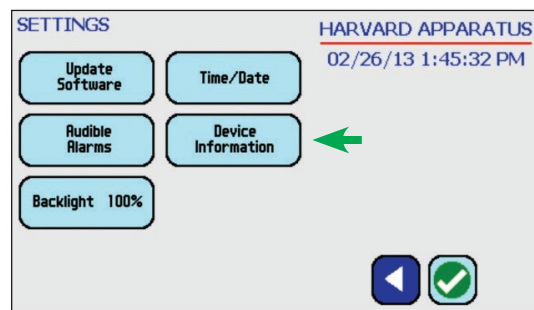 SETTINGS
HARVARD APPARATUS
02/26/13 1:45:32 PM
Update
Software
Time/Date
Audible
Alarms
Device
Information
Backlight 100%